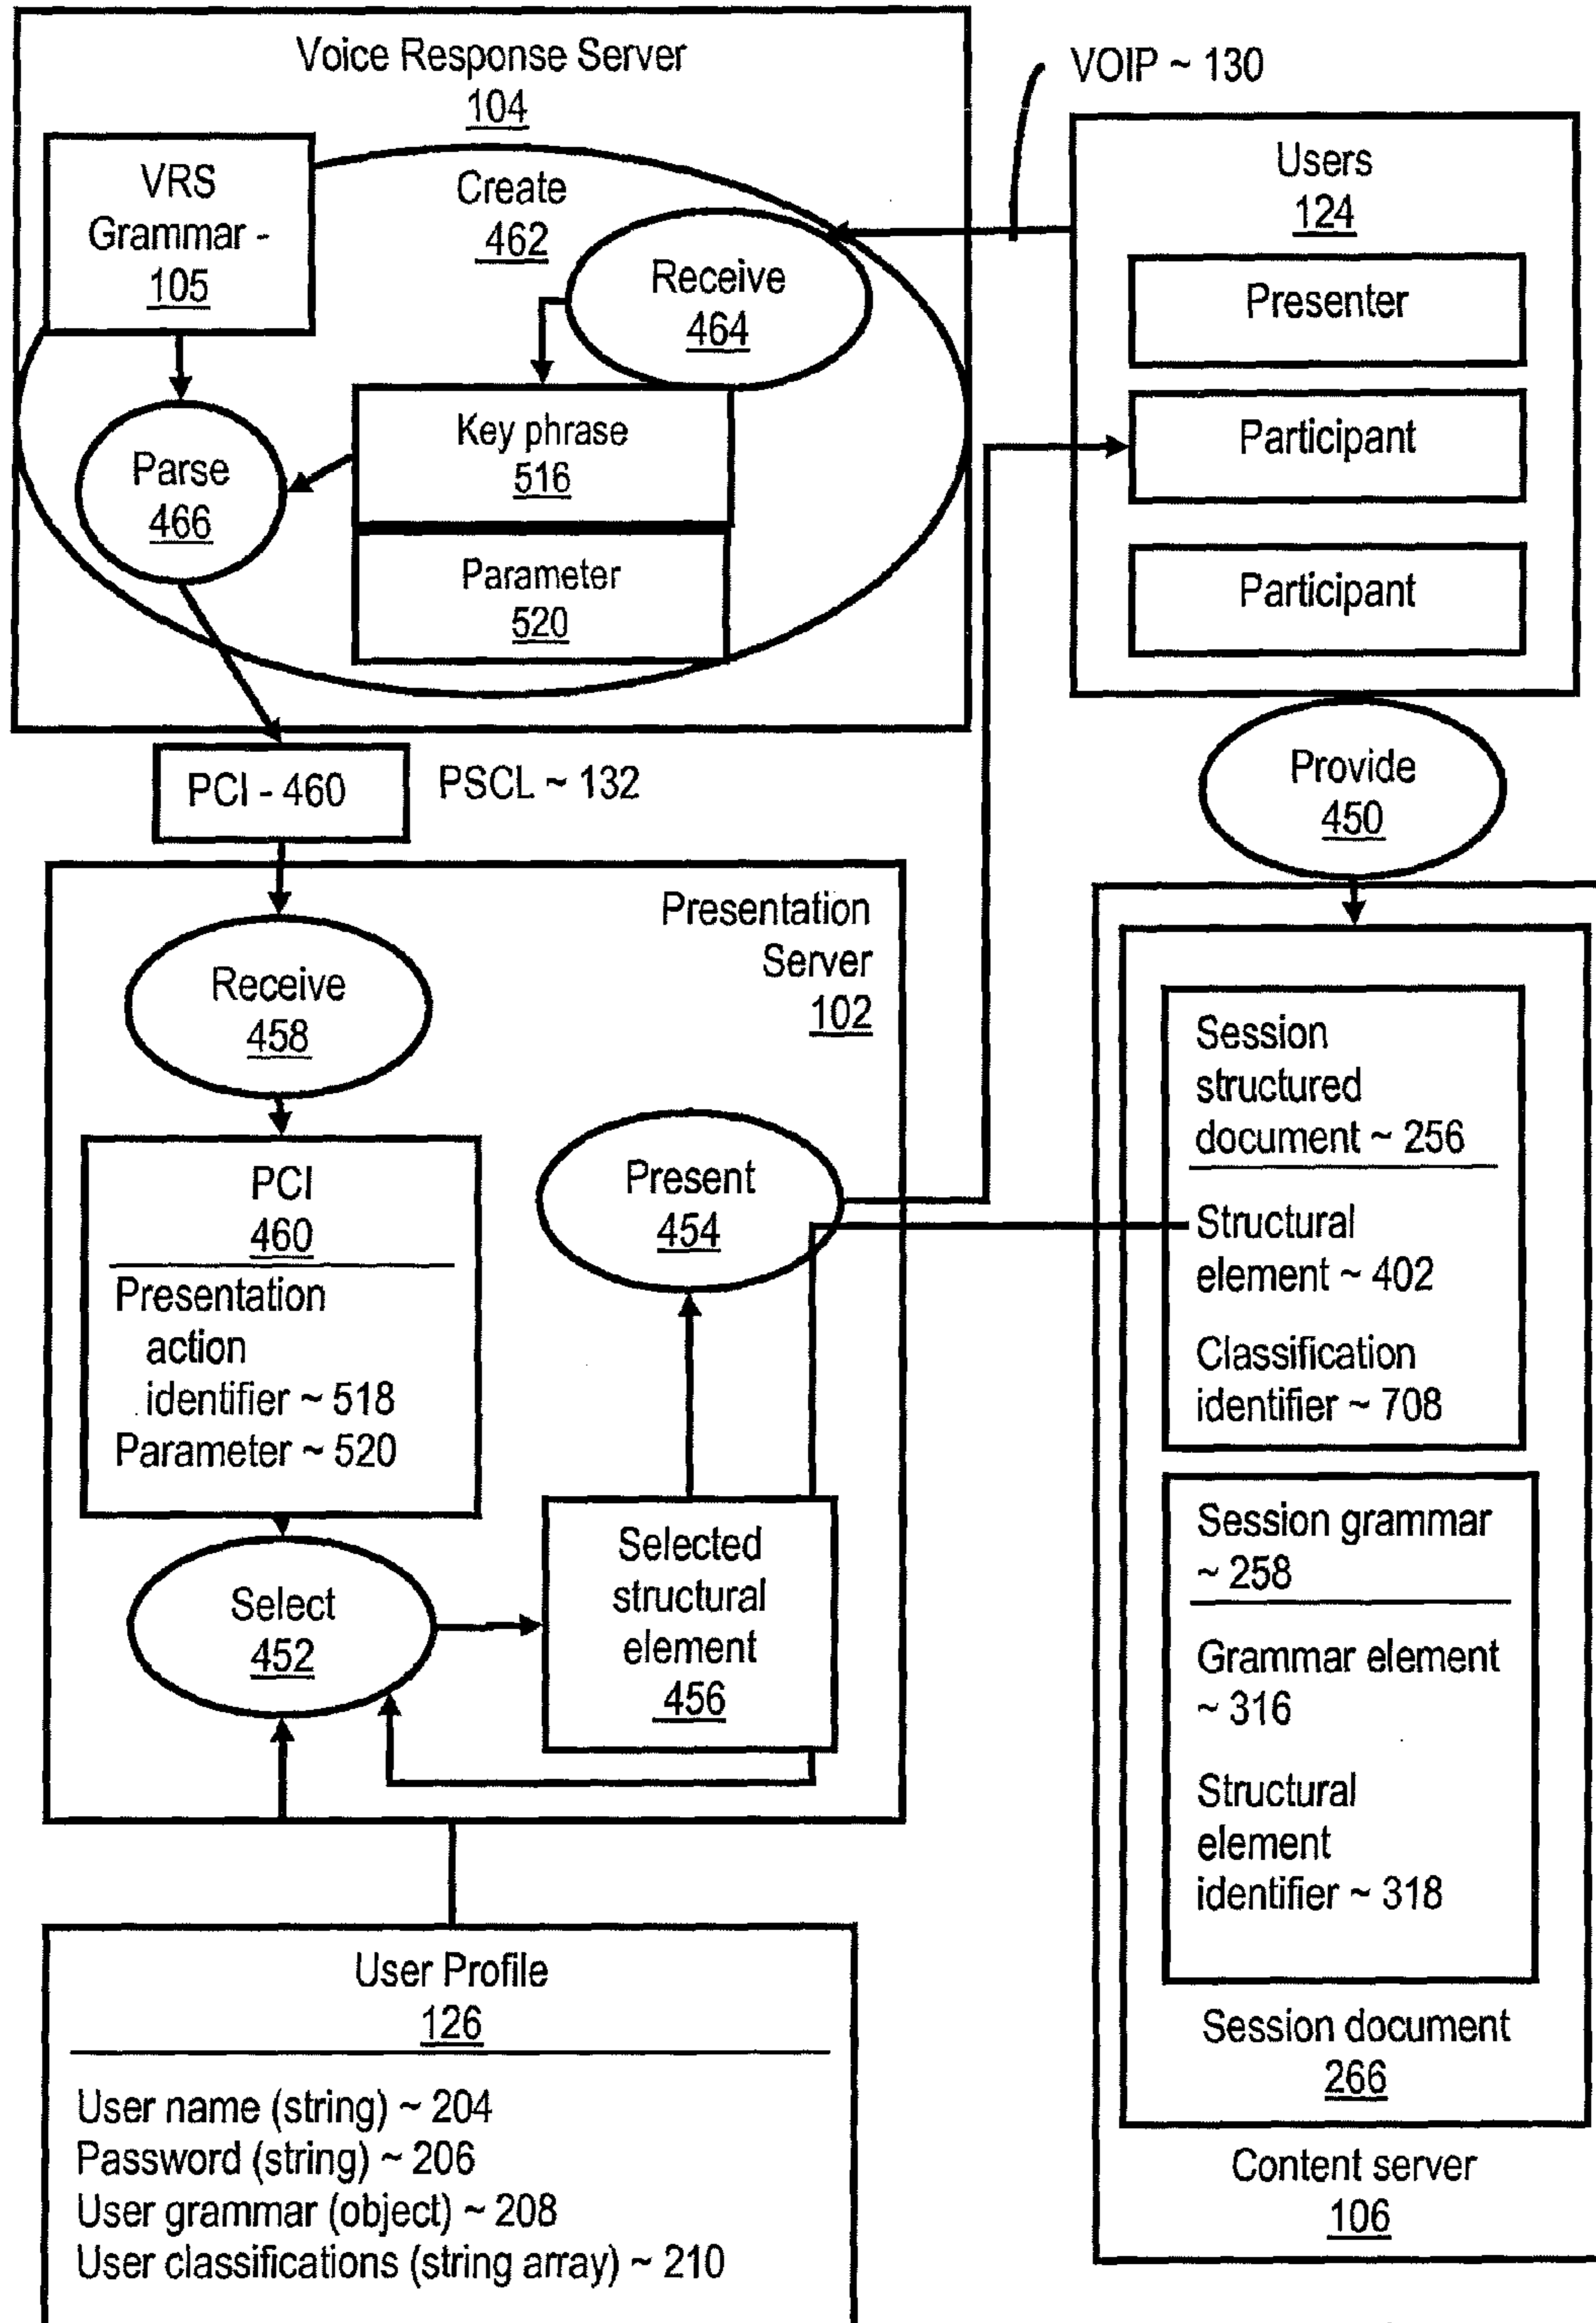 Voice Response Server
104
VRS
Grammar -
105
Create
462
Receive
464
Key phrase
516
Parse
466
Parameter
520
VOIP ~ 130
Users
124
Presenter
Participant
Participant
PCI - 460
PSCL ~ 132
Provide
450
Presentation
Server
102
Receive
458
PCI
460
Presentation
action
identifier ~ 518
Parameter ~ 520
Present
454
Select
452
Selected
structural
element
456
Session
structured
document ~ 256
Structural
element ~ 402
Classification
identifier ~ 708
Session grammar
~ 258
Grammar element
~ 316
Structural
element
identifier ~ 318
Session document
266
Content server
106
User Profile
126
User name (string) ~ 204
Password (string) ~ 206
User grammar (object) ~ 208
User classifications (string array) ~ 210